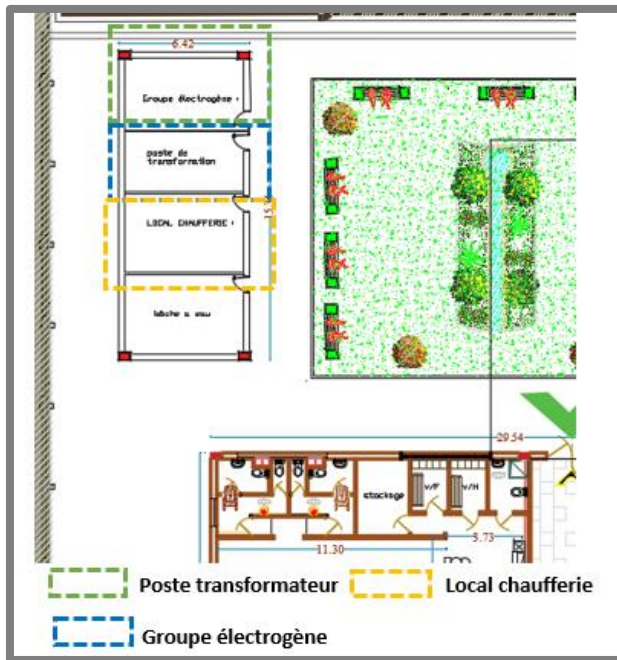 6.42
Groupe électrogène :
poste de
transformation
LOCAL CHAUFFERIE :
bâche a eau
29.54
stockage
V/F
V/H
11.30
5.73
Poste transformateur
Local chaufferie
Groupe électrogène